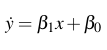 ẏ = β₁x + β₀